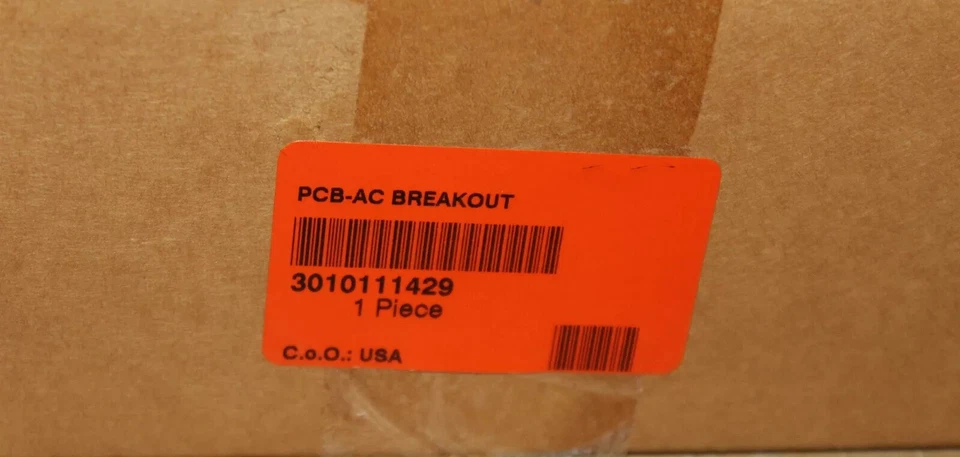 PCB-AC BREAKOUT
3010111429
1 Piece
C.o.O.: USA